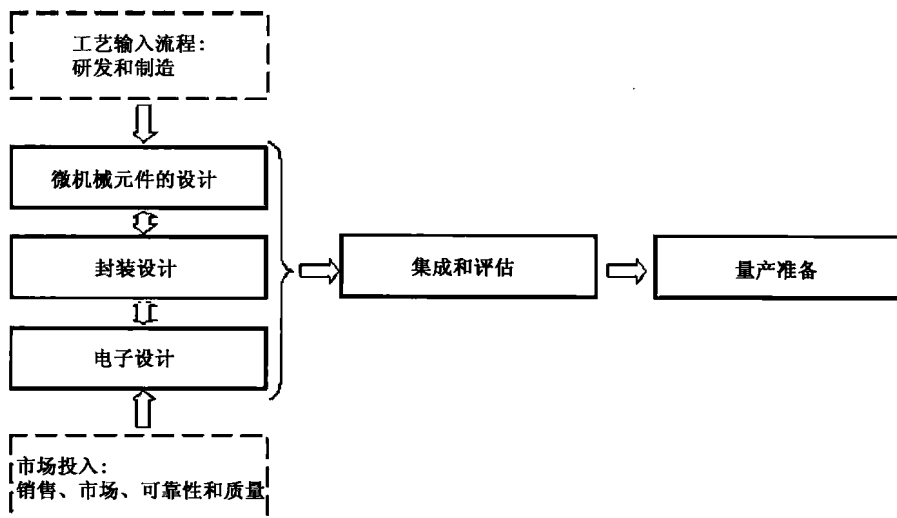 工艺输入流程:
研发和制造
微机械元件的设计
封装设计
电子设计
市场投入:
销售、市场、可靠性和质量
集成和评估
量产准备